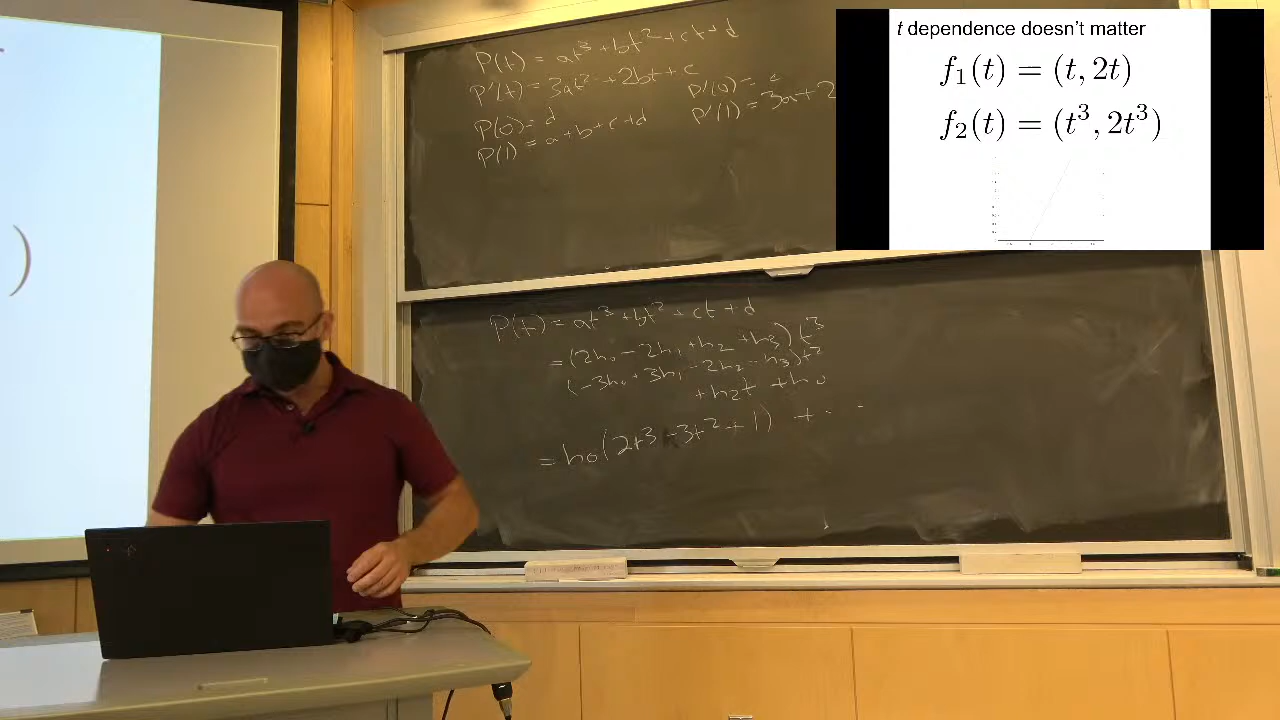 P(t) = at³ + bt² + ct + d
P'(t) = 3at² + 2bt + c
P(0) = d
P(1) = a + b + c + d
P'(0) = c
P'(1) = 3a + 2
t dependence doesn't matter
f₁(t) = (t, 2t)
f₂(t) = (t³, 2t³)
)
P(t) = at³ + bt² + ct + d
= (2h₀ - 2h₁ + h₂ + h₃) t³
(-3h₀ + 3h₁ - 2h₂ - h₃) t²
+ h₂t + h₀
= h₀(2t³ - 3t² + 1) + · ·